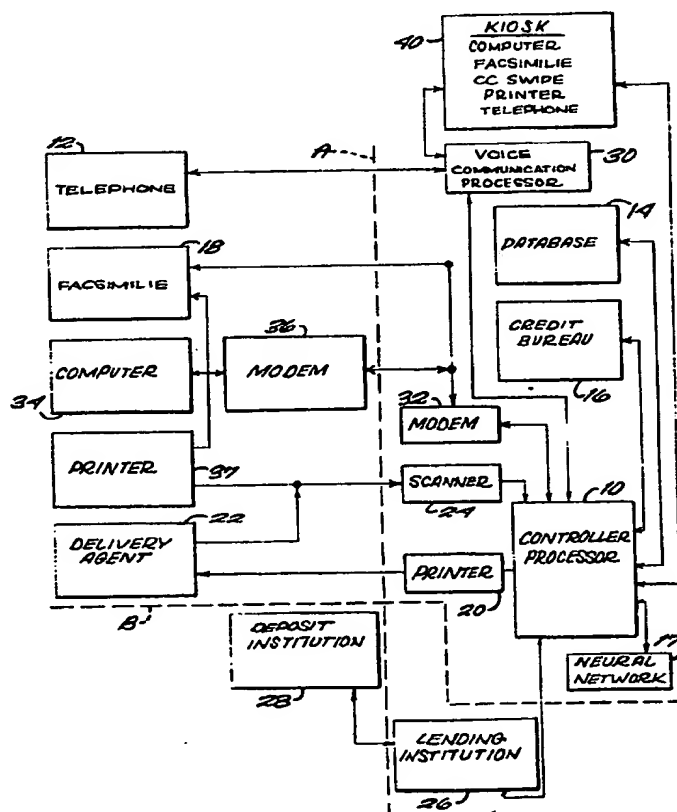 40
KIOSK
COMPUTER
FACSIMILIE
CC SWIPE
PRINTER
TELEPHONE
12
TELEPHONE
A
VOICE
COMMUNICATION
PROCESSOR
30
18
FACSIMILIE
14
DATABASE
36
COMPUTER
34
MODEM
CREDIT
BUREAU
16
32
MODEM
PRINTER
37
SCANNER
24
10
CONTROLLER
PROCESSOR
22
DELIVERY
AGENT
PRINTER
20
B
DEPOSIT
INSTITUTION
28
17
NEURAL
NETWORK
LENDING
INSTITUTION
26